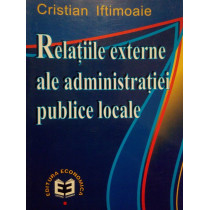 Cristian Iftimoaie
Relațiile externe
ale administrației
publice locale
EDITURA ECONOMICĂ